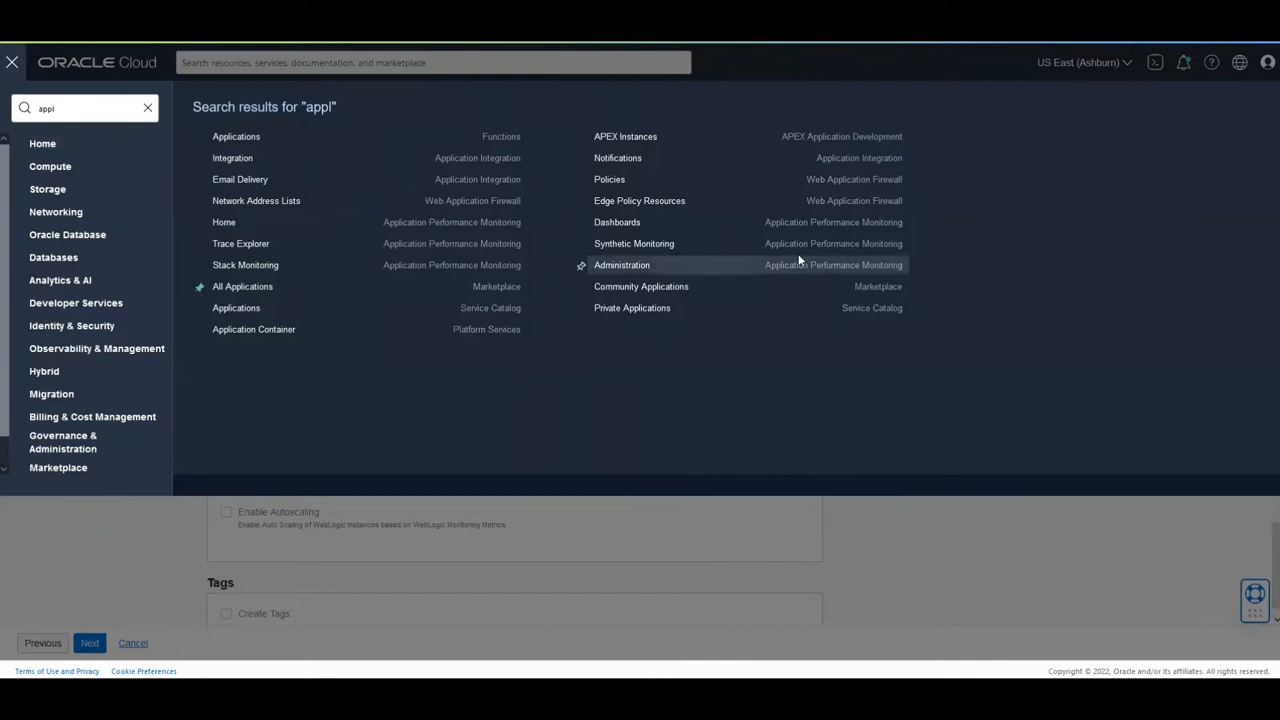 ORACLE Cloud
Search resources, services, documentation, and marketplace
US East (Ashburn)
appl
Home
Compute
Storage
Networking
Oracle Database
Databases
Analytics & AI
Developer Services
Identity & Security
Observability & Management
Hybrid
Migration
Billing & Cost Management
Governance &
Administration
Marketplace
Search results for "appl"
Applications Functions
Integration Application Integration
Email Delivery Application Integration
Network Address Lists Web Application Firewall
Home Application Performance Monitoring
Trace Explorer Application Performance Monitoring
Stack Monitoring Application Performance Monitoring
All Applications Marketplace
Applications Service Catalog
Application Container Platform Services
APEX Instances APEX Application Development
Notifications Application Integration
Policies Web Application Firewall
Edge Policy Resources Web Application Firewall
Dashboards Application Performance Monitoring
Synthetic Monitoring Application Performance Monitoring
Administration Application Performance Monitoring
Community Applications Marketplace
Private Applications Service Catalog
Enable Autoscaling
Enable Auto Scaling of WebLogic Instances based on WebLogic Monitoring Metrics.
Tags
Create Tags
Previous Next Cancel
Terms of Use and Privacy Cookie Preferences
Copyright © 2022, Oracle and/or its affiliates. All rights reserved.